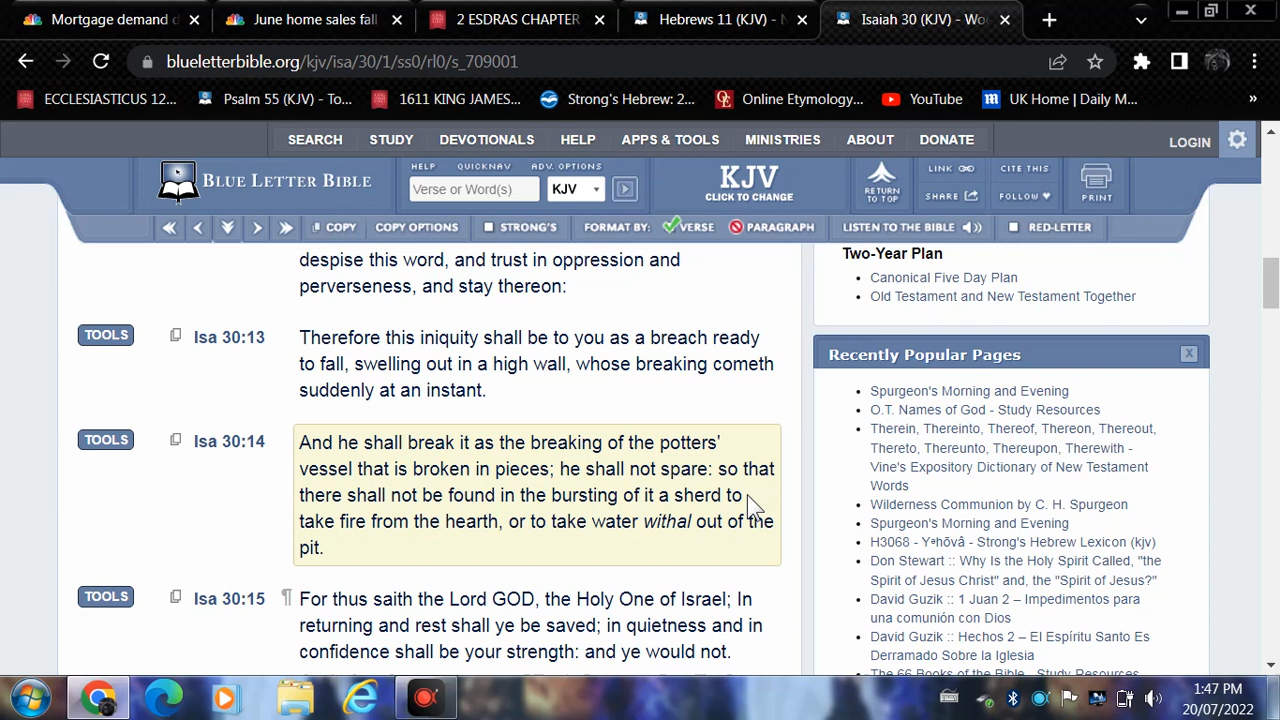 Mortgage demand d
June home sales fall
2 ESDRAS CHAPTER
Hebrews 11 (KJV) - N
Isaiah 30 (KJV) - Wo
blueletterbible.org/kjv/isa/30/1/ss0/rl0/s_709001
ECCLESIASTICUS 12...
Psalm 55 (KJV) - To...
1611 KING JAMES...
Strong's Hebrew: 2...
Online Etymology...
YouTube
UK Home | Daily M...
»
SEARCH STUDY DEVOTIONALS HELP APPS & TOOLS MINISTRIES ABOUT DONATE
LOGIN
BLUE LETTER BIBLE
HELP QUICKNAV ADV. OPTIONS
Verse or Word(s)
KJV
KJV
CLICK TO CHANGE
RETURN
TO TOP
LINK
CITE THIS
SHARE
FOLLOW
PRINT
COPY COPY OPTIONS STRONG'S FORMAT BY: VERSE PARAGRAPH LISTEN TO THE BIBLE RED-LETTER
despise this word, and trust in oppression and
perverseness, and stay thereon:
TOOLS
Isa 30:13
Therefore this iniquity shall be to you as a breach ready
to fall, swelling out in a high wall, whose breaking cometh
suddenly at an instant.
TOOLS
Isa 30:14
And he shall break it as the breaking of the potters'
vessel that is broken in pieces; he shall not spare: so that
there shall not be found in the bursting of it a sherd to
take fire from the hearth, or to take water withal out of the
pit.
TOOLS
Isa 30:15
¶ For thus saith the Lord GOD, the Holy One of Israel; In
returning and rest shall ye be saved; in quietness and in
confidence shall be your strength: and ye would not.
Two-Year Plan
Canonical Five Day Plan
Old Testament and New Testament Together
Recently Popular Pages
Spurgeon's Morning and Evening
O.T. Names of God - Study Resources
Therein, Thereinto, Thereof, Thereon, Thereout,
Thereto, Thereunto, Thereupon, Therewith -
Vine's Expository Dictionary of New Testament
Words
Wilderness Communion by C. H. Spurgeon
Spurgeon's Morning and Evening
H3068 - Yᵊhōvâ - Strong's Hebrew Lexicon (kjv)
Don Stewart :: Why Is the Holy Spirit Called, "the
Spirit of Jesus Christ" and, the "Spirit of Jesus?"
David Guzik :: 1 Juan 2 – Impedimentos para
una comunión con Dios
David Guzik :: Hechos 2 – El Espíritu Santo Es
Derramado Sobre la Iglesia
The 66 Books of the Bible - Study Resources
1:47 PM
20/07/2022